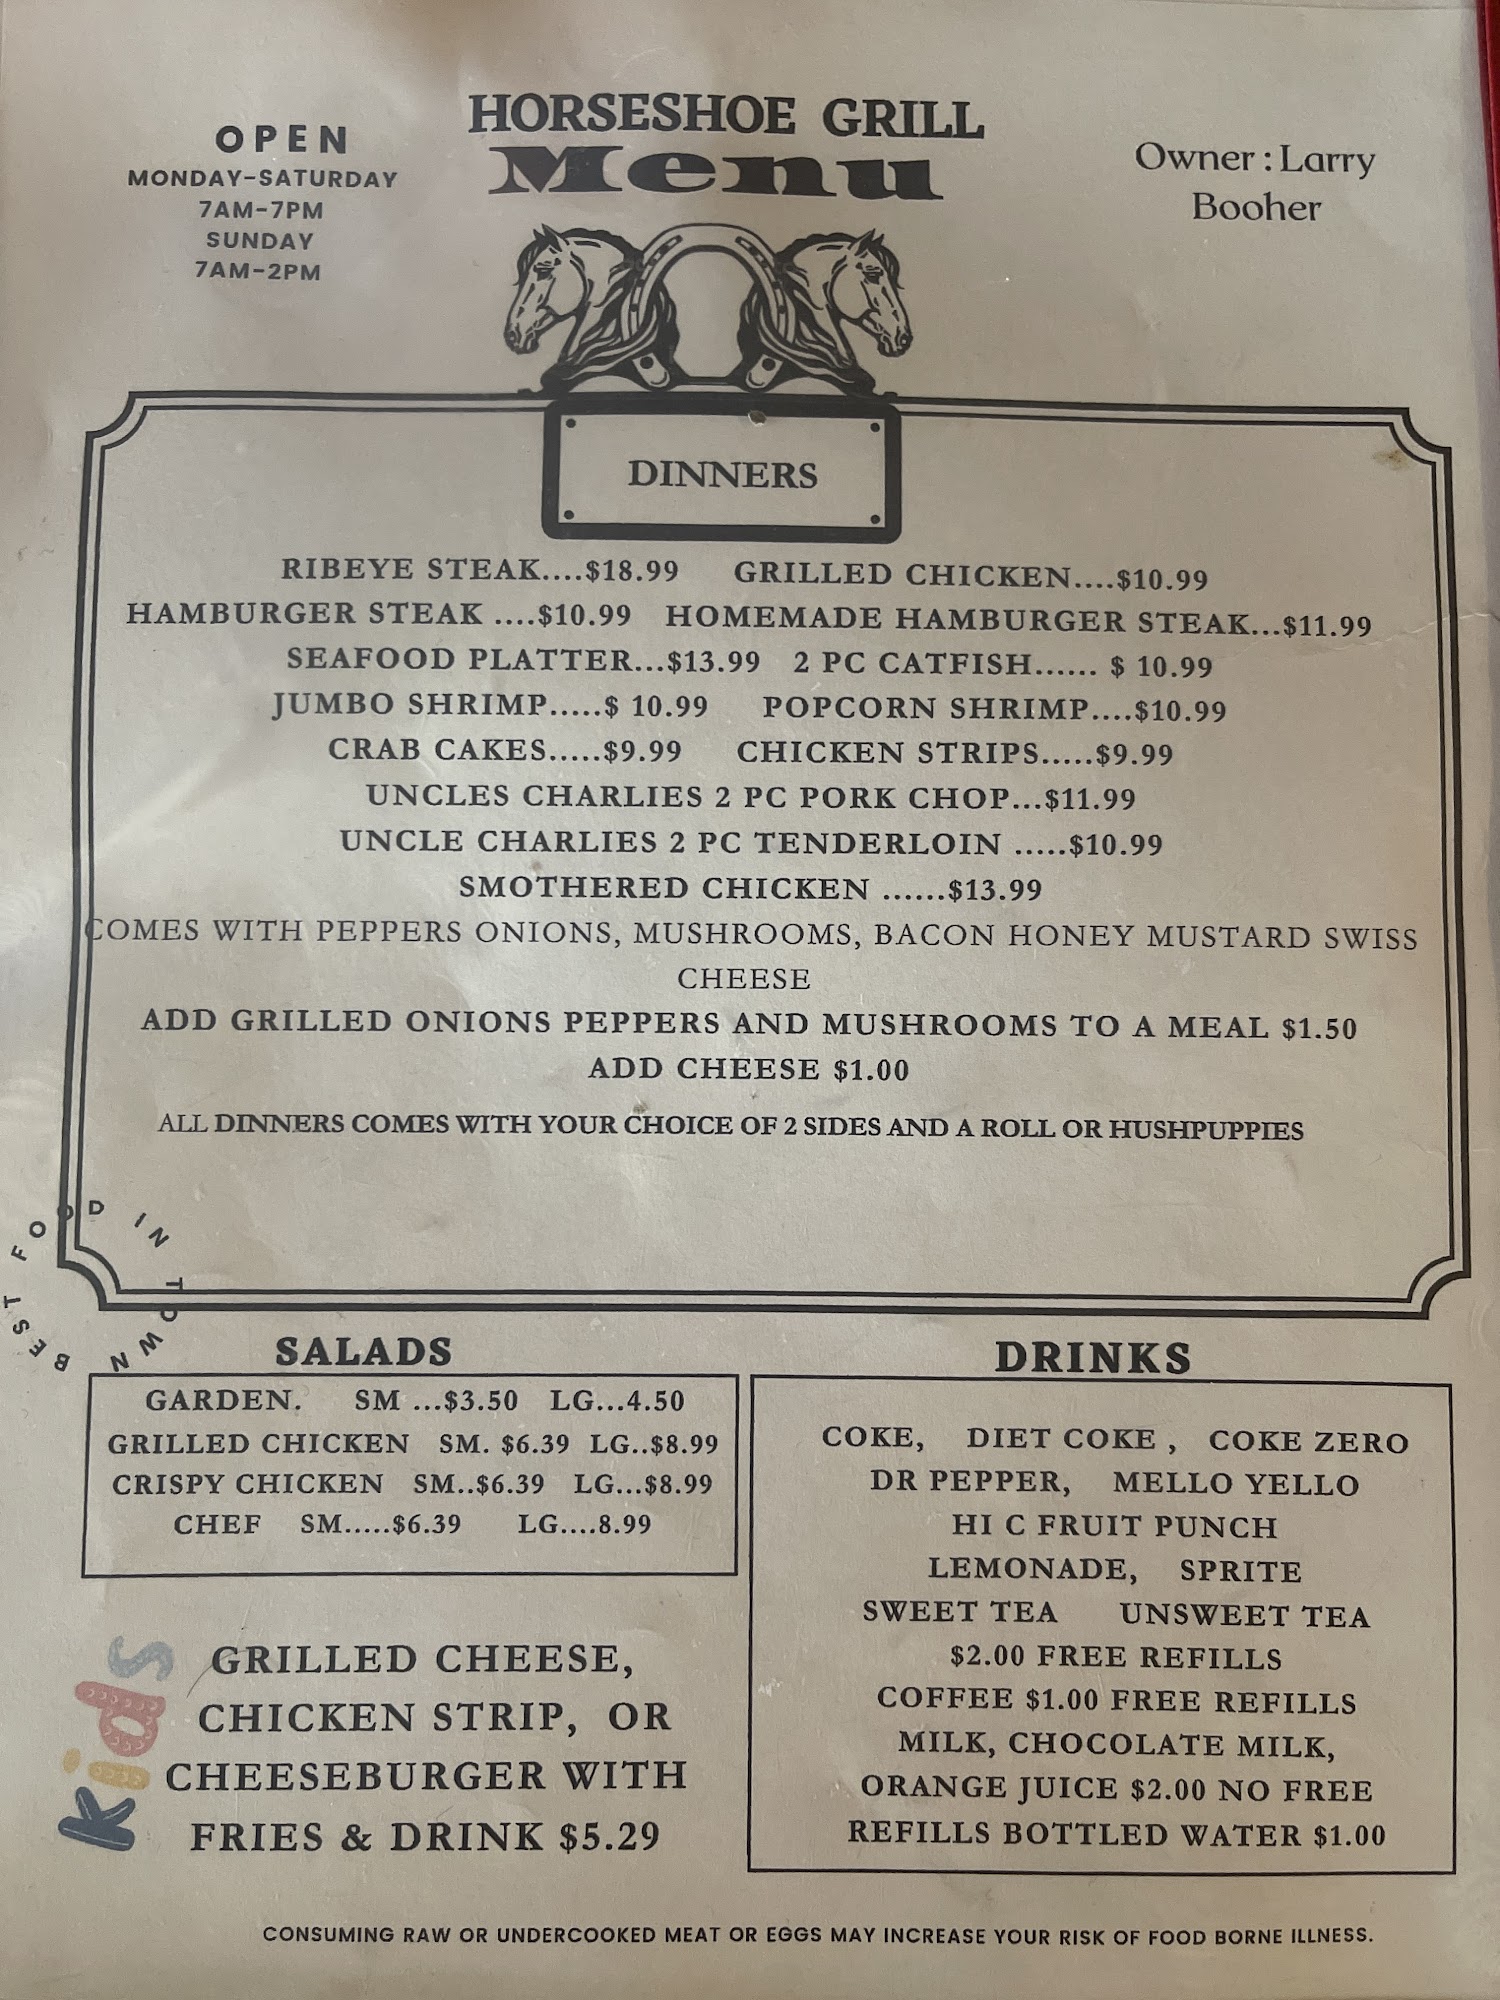 HORSESHOE GRILL
Menu
OPEN
MONDAY-SATURDAY
7AM-7PM
SUNDAY
7AM-2PM
Owner : Larry
Booher
DINNERS
RIBEYE STEAK....$18.99 GRILLED CHICKEN....$10.99
HAMBURGER STEAK ....$10.99 HOMEMADE HAMBURGER STEAK...$11.99
SEAFOOD PLATTER...$13.99 2 PC CATFISH...... $ 10.99
JUMBO SHRIMP.....$ 10.99 POPCORN SHRIMP....$10.99
CRAB CAKES.....$9.99 CHICKEN STRIPS.....$9.99
UNCLES CHARLIES 2 PC PORK CHOP...$11.99
UNCLE CHARLIES 2 PC TENDERLOIN .....$10.99
SMOTHERED CHICKEN ......$13.99
COMES WITH PEPPERS ONIONS, MUSHROOMS, BACON HONEY MUSTARD SWISS
CHEESE
ADD GRILLED ONIONS PEPPERS AND MUSHROOMS TO A MEAL $1.50
ADD CHEESE $1.00
ALL DINNERS COMES WITH YOUR CHOICE OF 2 SIDES AND A ROLL OR HUSHPUPPIES
BEST FOOD IN TOWN
SALADS
GARDEN. SM ...$3.50 LG...4.50
GRILLED CHICKEN SM. $6.39 LG..$8.99
CRISPY CHICKEN SM..$6.39 LG...$8.99
CHEF SM.....$6.39 LG....8.99
Kids
GRILLED CHEESE,
CHICKEN STRIP, OR
CHEESEBURGER WITH
FRIES & DRINK $5.29
DRINKS
COKE, DIET COKE , COKE ZERO
DR PEPPER, MELLO YELLO
HI C FRUIT PUNCH
LEMONADE, SPRITE
SWEET TEA UNSWEET TEA
$2.00 FREE REFILLS
COFFEE $1.00 FREE REFILLS
MILK, CHOCOLATE MILK,
ORANGE JUICE $2.00 NO FREE
REFILLS BOTTLED WATER $1.00
CONSUMING RAW OR UNDERCOOKED MEAT OR EGGS MAY INCREASE YOUR RISK OF FOOD BORNE ILLNESS.